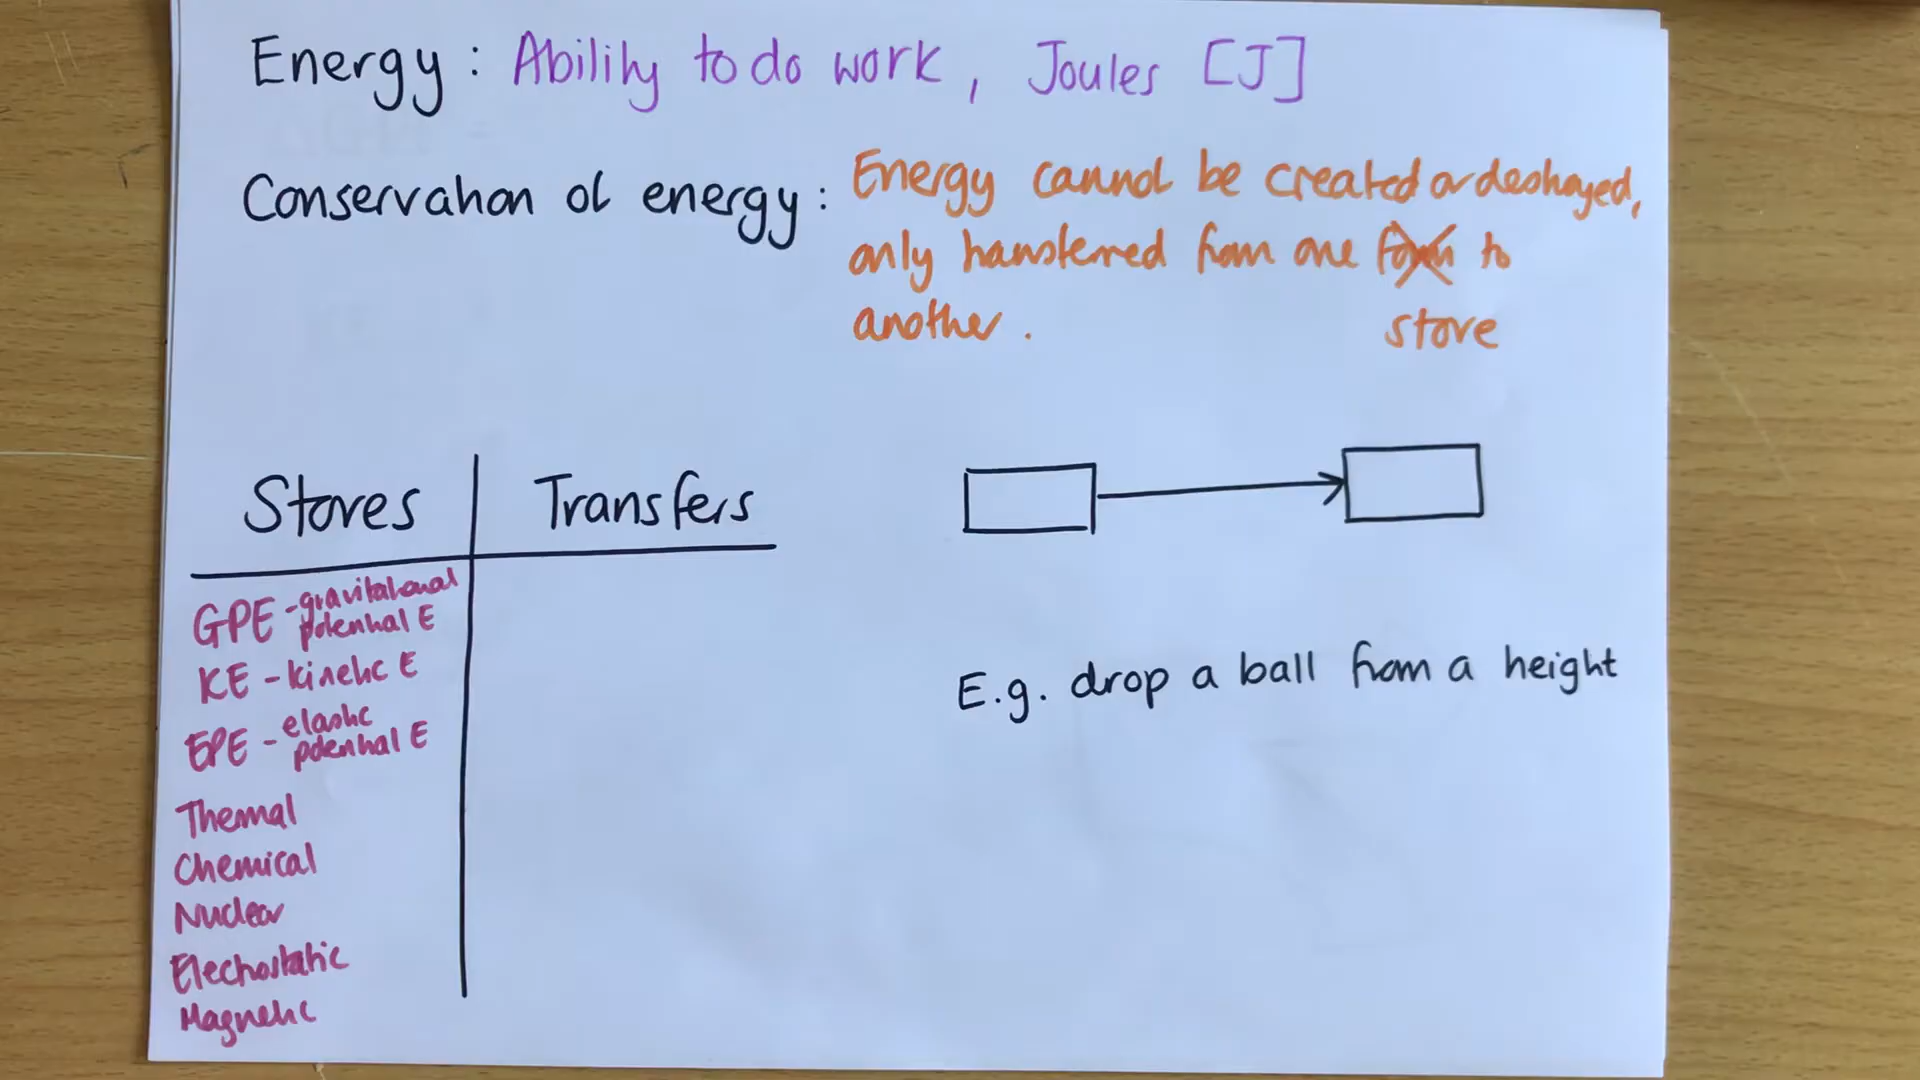 Energy: Ability to do work, Joules [J]
Conservation of energy: Energy cannot be created or destroyed,
only transferred from one form to
another. store
Stores Transfers
GPE - gravitational
potential E
KE - kinetic E
EPE - elastic
potential E
Thermal
Chemical
Nuclear
Electrostatic
Magnetic
E.g. drop a ball from a height